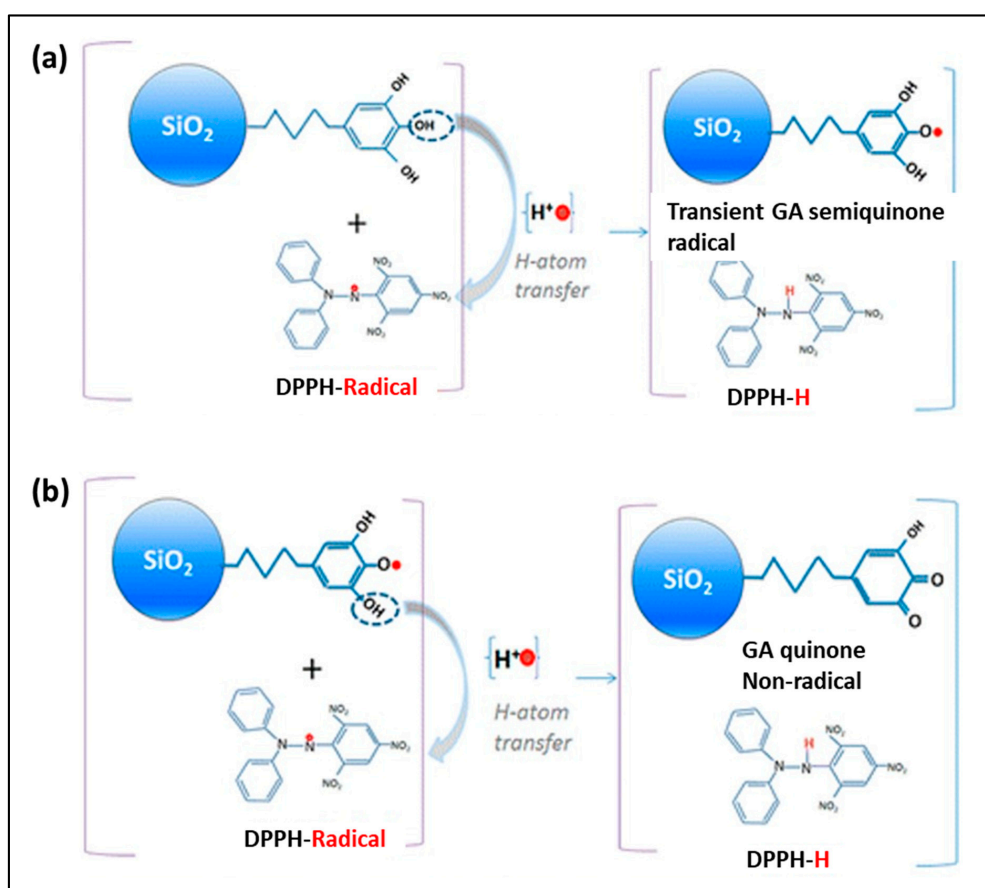 (a)
SiO2
OH
OH
OH
+
NO2
N
N
NO2
NO2
DPPH-Radical
{H+ }
H-atom
transfer
SiO2
OH
O
OH
Transient GA semiquinone
radical
H
NO2
N
N
NO2
NO2
DPPH-H
(b)
SiO2
OH
O
OH
+
NO2
N
N
NO2
NO2
DPPH-Radical
{H+ }
H-atom
transfer
SiO2
OH
O
O
GA quinone
Non-radical
H
NO2
N
N
NO2
NO2
DPPH-H